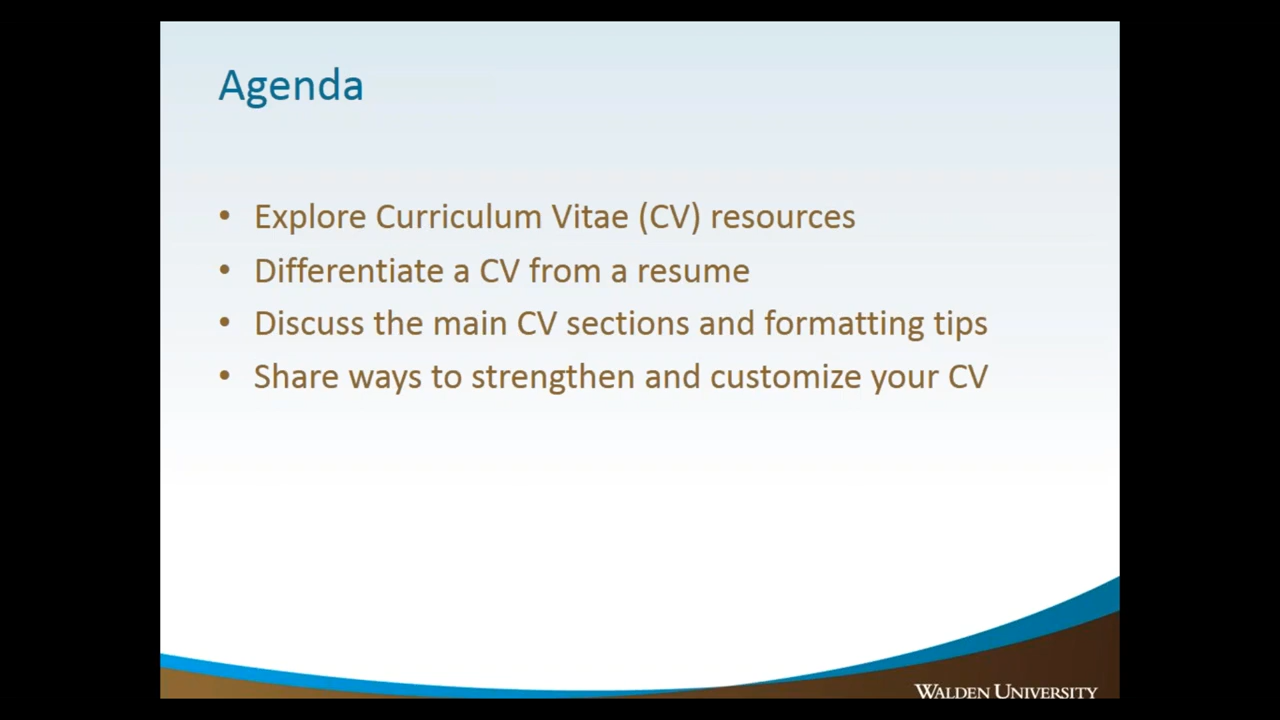 Agenda
• Explore Curriculum Vitae (CV) resources
• Differentiate a CV from a resume
• Discuss the main CV sections and formatting tips
• Share ways to strengthen and customize your CV
WALDEN UNIVERSITY